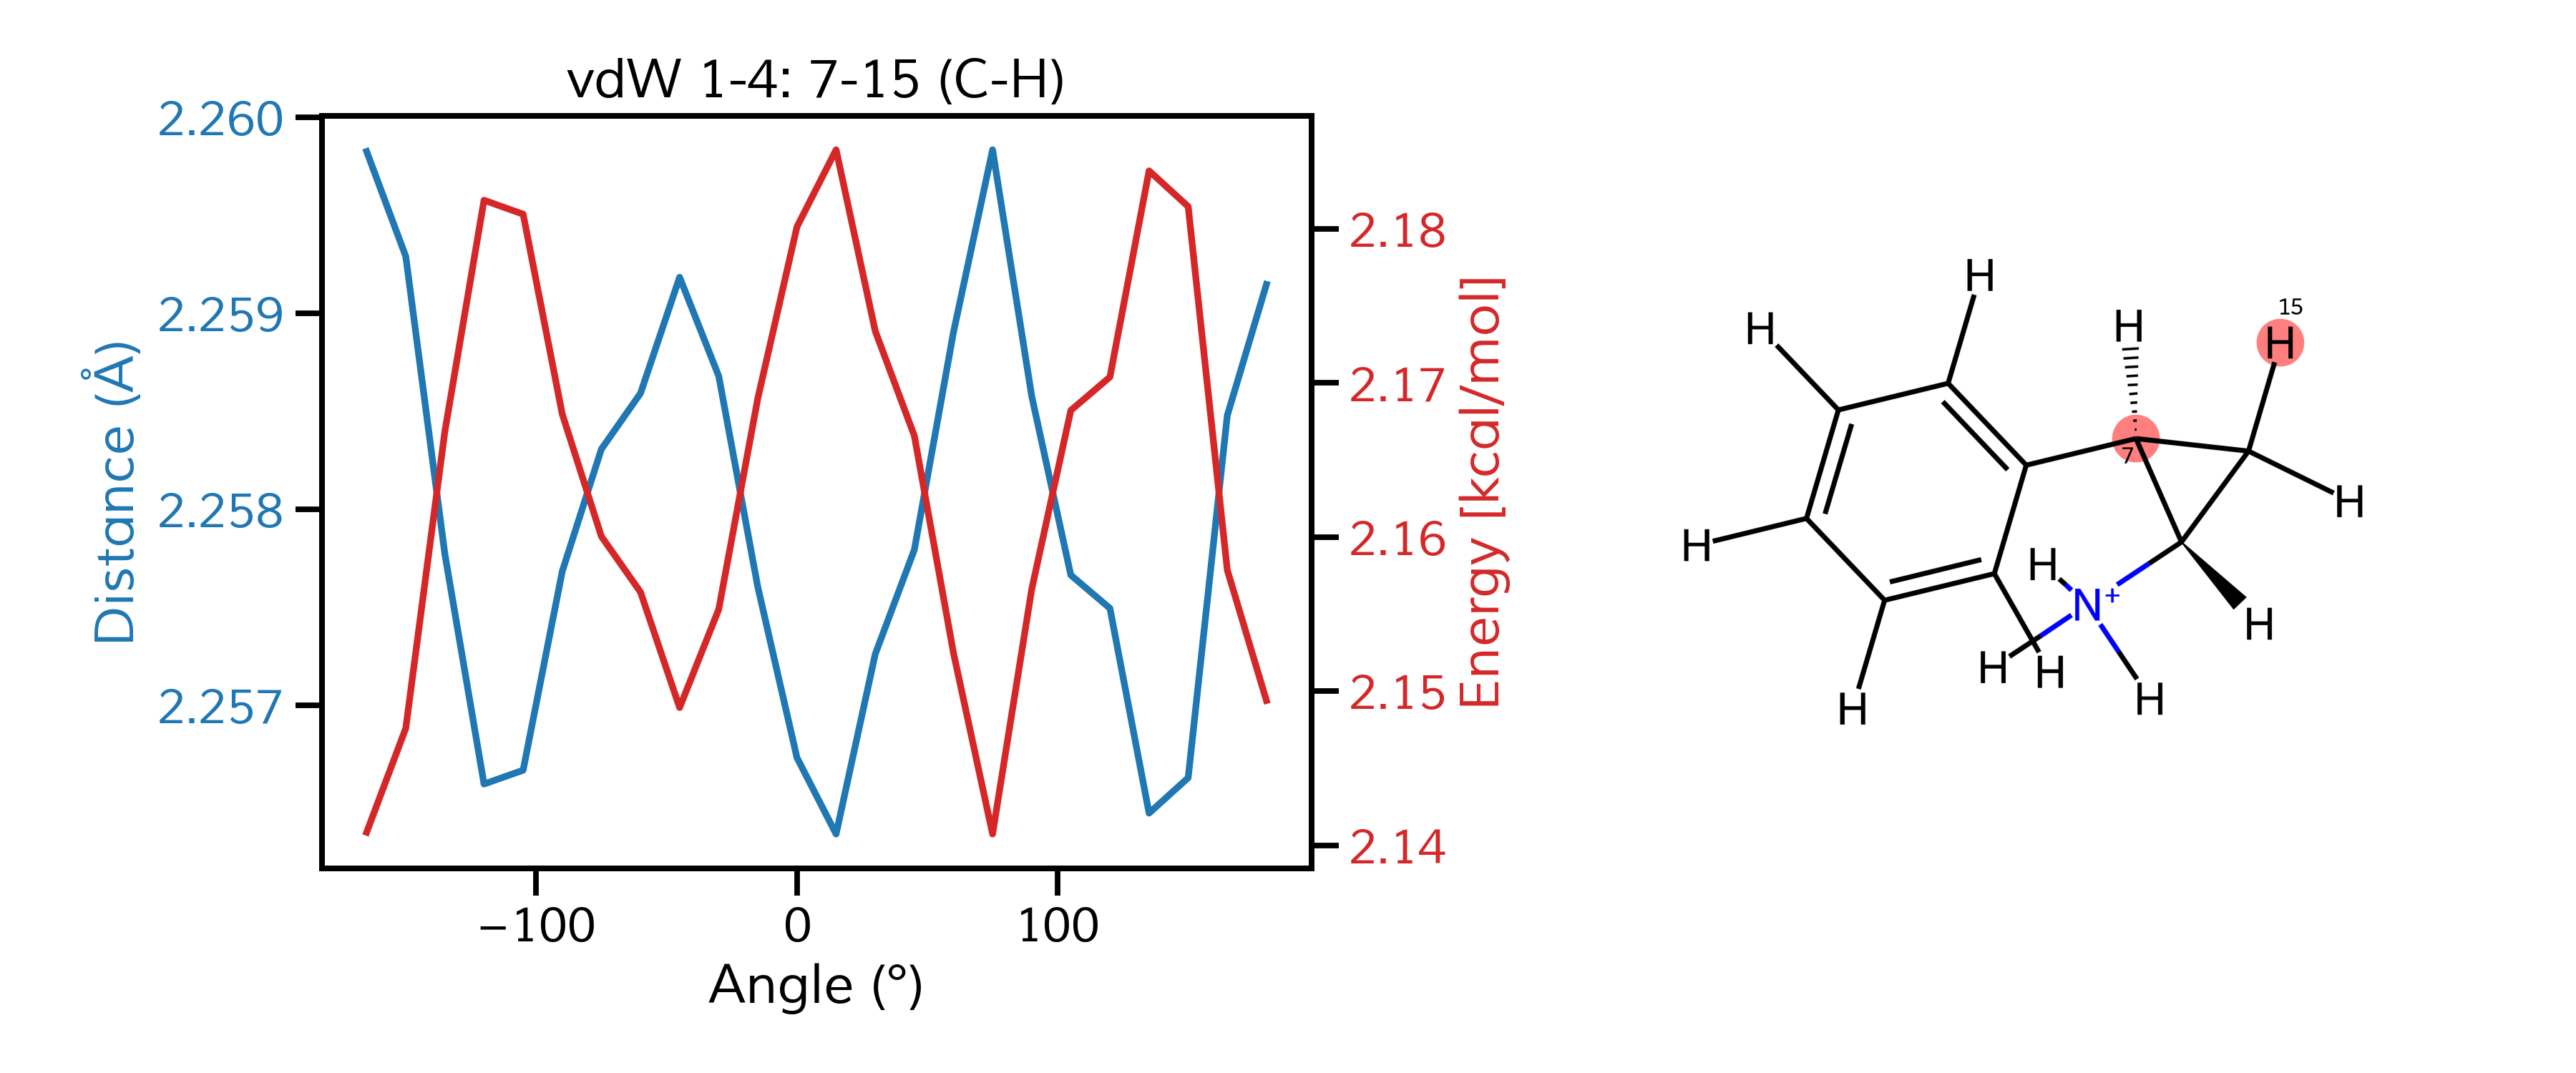 vdW 1-4: 7-15 (C-H)
2.260
2.259
2.258
2.257
Distance (Å)
2.18
2.17
2.16
2.15
2.14
Energy [kcal/mol]
−100
0
100
Angle (°)
H
H
H
15
H
7
H
H
H
N+
H
H
H
H
H